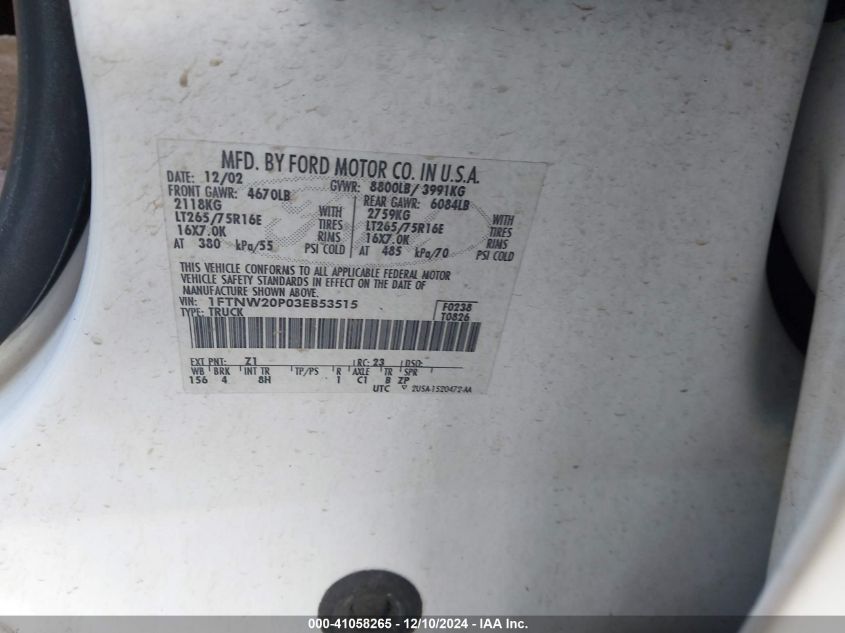 MFD. BY FORD MOTOR CO. IN U.S.A.
DATE: 12/02 GVWR: 8800LB/ 3991KG
FRONT GAWR: 4670LB REAR GAWR: 6084LB
2118KG WITH 2759KG WITH
LT265/75R16E TIRES LT265/75R16E TIRES
16X7.0K RIMS 16X7.0K RIMS
AT 380 kPa/55 PSI COLD AT 485 kPa/70 PSI COLD
THIS VEHICLE CONFORMS TO ALL APPLICABLE FEDERAL MOTOR
VEHICLE SAFETY STANDARDS IN EFFECT ON THE DATE OF
MANUFACTURE SHOWN ABOVE.
VIN: 1FTNW20P03EB53515 F0238
TYPE: TRUCK T0826
EXT PNT: Z1 RC: 23 DSO:
WB BRK INT TR TP/PS R AXLE TR SPR
156 4 8H 1 C1 B ZP
UTC 2USA-1520472-AA
000-41058265 - 12/10/2024 - IAA Inc.